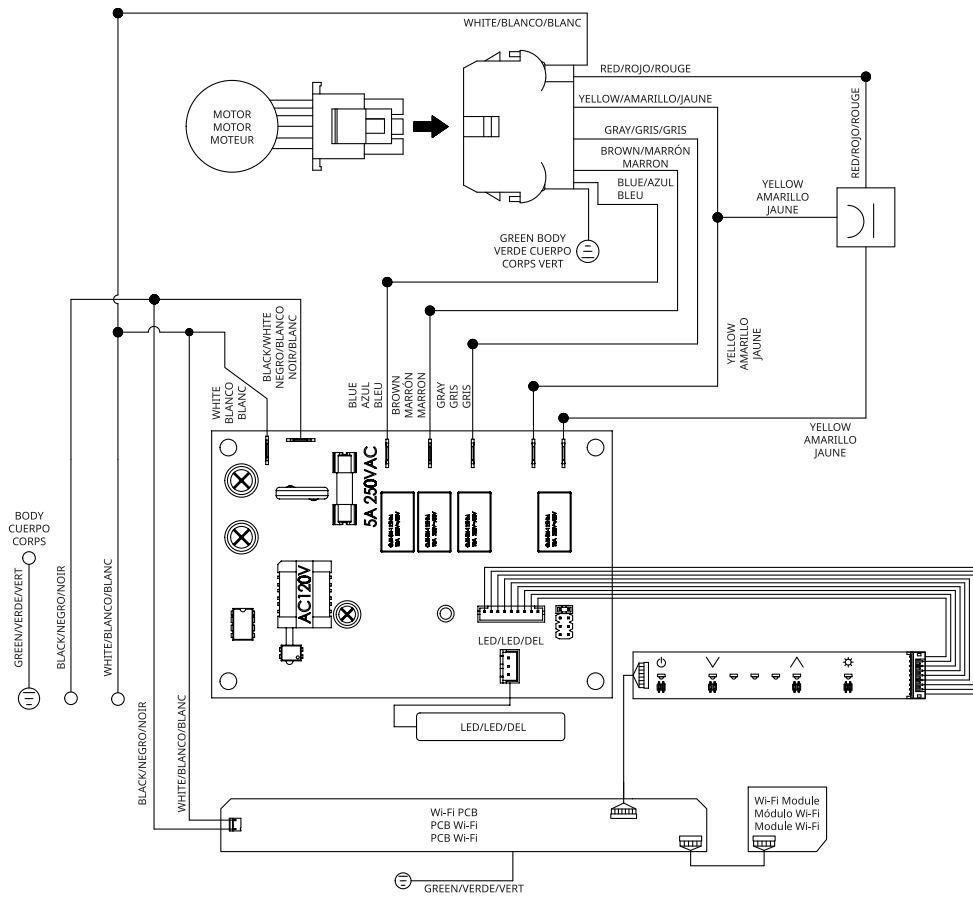 WHITE/BLANCO/BLANC
RED/ROJO/ROUGE
YELLOW/AMARILLO/JAUNE
MOTOR
MOTOR
MOTEUR
GRAY/GRIS/GRIS
BROWN/MARRÓN
MARRON
BLUE/AZUL
BLEU
RED/ROJO/ROUGE
YELLOW
AMARILLO
JAUNE
GREEN BODY
VERDE CUERPO
CORPS VERT
BLACK/WHITE
NEGRO/BLANCO
NOIR/BLANC
WHITE
BLANCO
BLANC
BLUE
AZUL
BLEU
BROWN
MARRÓN
MARRON
GRAY
GRIS
GRIS
YELLOW
AMARILLO
JAUNE
YELLOW
AMARILLO
JAUNE
5A 250VAC
BODY
CUERPO
CORPS
GREEN/VERDE/VERT
BLACK/NEGRO/NOIR
WHITE/BLANCO/BLANC
AC120V
LED/LED/DEL
LED/LED/DEL
BLACK/NEGRO/NOIR
WHITE/BLANCO/BLANC
Wi-Fi PCB
PCB Wi-Fi
PCB Wi-Fi
Wi-Fi Module
Módulo Wi-Fi
Module Wi-Fi
GREEN/VERDE/VERT